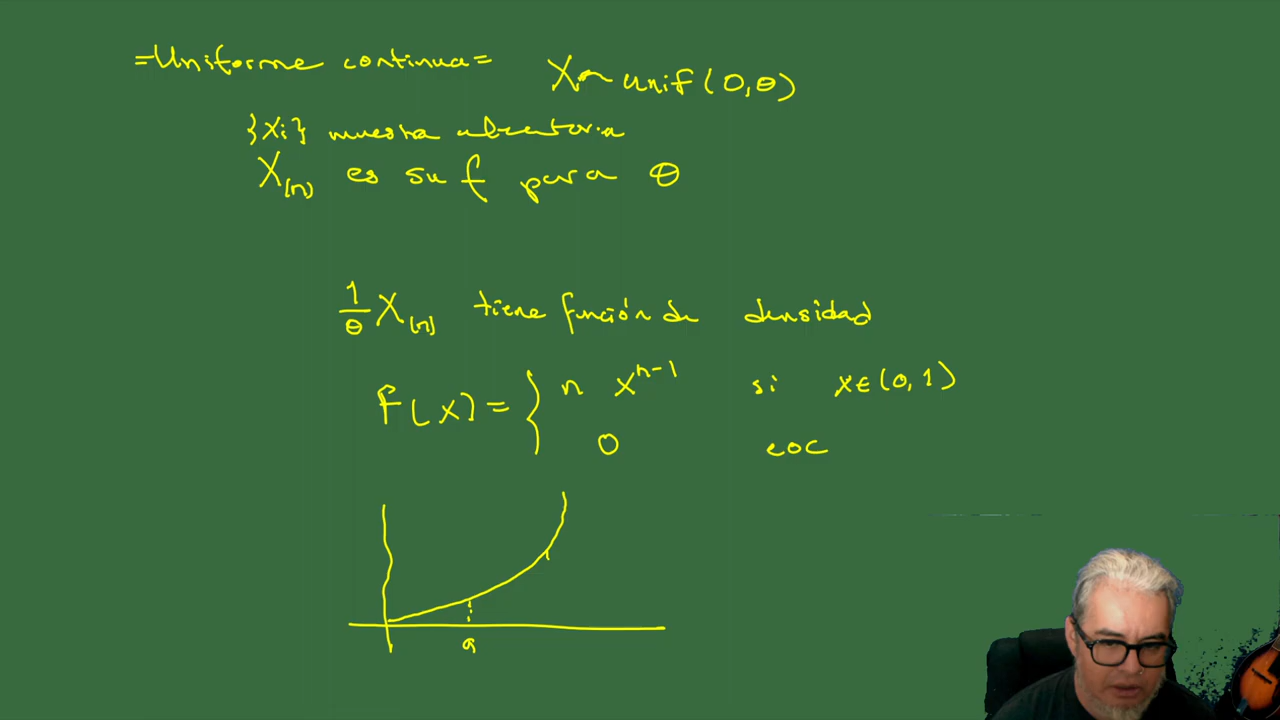 =Uniforme continua= X~unif(0,θ)
{Xi} muestra aleatoria
X(n) es suf para θ
1/θ X(n) tiene función de densidad
f(x) = { n x^(n-1) si x∈(0,1)
0 eoc
a